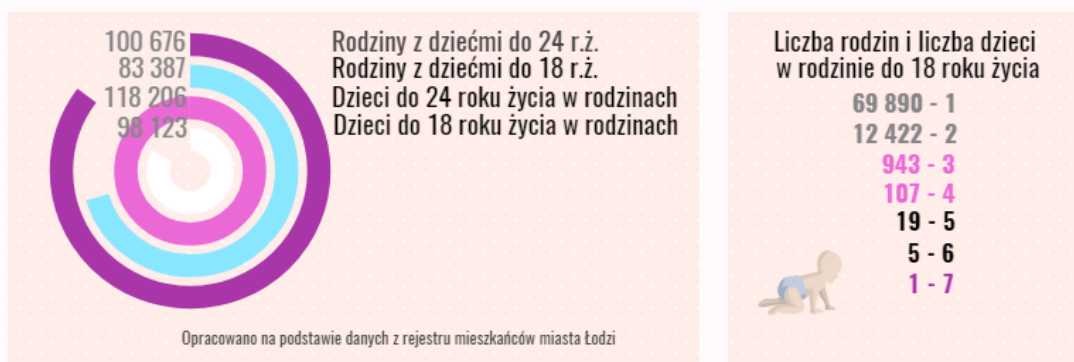 100 676
83 387
118 206
98 123
Rodziny z dziećmi do 24 r.ż.
Rodziny z dziećmi do 18 r.ż.
Dzieci do 24 roku życia w rodzinach
Dzieci do 18 roku życia w rodzinach
Opracowano na podstawie danych z rejestru mieszkańców miasta Łodzi
Liczba rodzin i liczba dzieci
w rodzinie do 18 roku życia
69 890 - 1
12 422 - 2
943 - 3
107 - 4
19 - 5
5 - 6
1 - 7